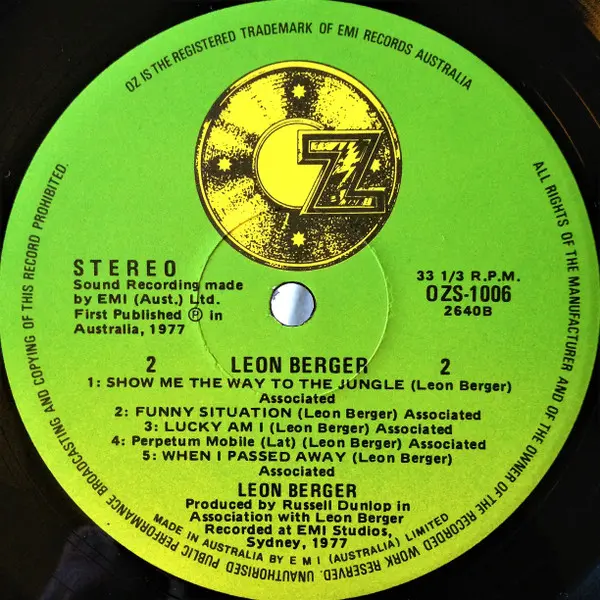 OZ IS THE REGISTERED TRADEMARK OF EMI RECORDS AUSTRALIA
ALL RIGHTS OF THE MANUFACTURER AND OF THE OWNER OF THE RECORDED WORK RESERVED. UNAUTHORISED PUBLIC PERFORMANCE BROADCASTING AND COPYING OF THIS RECORD PROHIBITED.
OZ
STEREO
Sound Recording made
by EMI (Aust.) Ltd.
First Published Ⓟ in
Australia, 1977
33 1/3 R.P.M.
OZS-1006
2640B
2 LEON BERGER 2
1: SHOW ME THE WAY TO THE JUNGLE (Leon Berger)
Associated
2: FUNNY SITUATION (Leon Berger) Associated
3: LUCKY AM I (Leon Berger) Associated
4: Perpetum Mobile (Lat) (Leon Berger) Associated
5: WHEN I PASSED AWAY (Leon Berger)
Associated
LEON BERGER
Produced by Russell Dunlop in
Association with Leon Berger
Recorded at EMI Studios,
Sydney, 1977
MADE IN AUSTRALIA BY E M I (AUSTRALIA) LIMITED